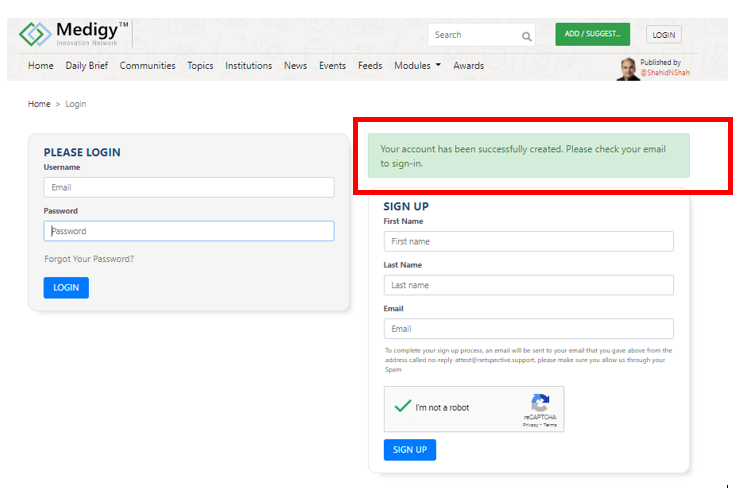 Medigy™
Innovation Network
Search
ADD / SUGGEST...
LOGIN
Home Daily Brief Communities Topics Institutions News Events Feeds Modules Awards
Published by
@ShahidNShah
Home > Login
PLEASE LOGIN
Username
Email
Password
Password
Forgot Your Password?
LOGIN
Your account has been successfully created. Please check your email
to sign-in.
SIGN UP
First Name
First name
Last Name
Last name
Email
Email
To complete your sign up process, an email will be sent to your email that you gave above from the
address called no-reply-attest@netspective.support, please make sure you allow us through your
Spam
I'm not a robot
reCAPTCHA
Privacy - Terms
SIGN UP